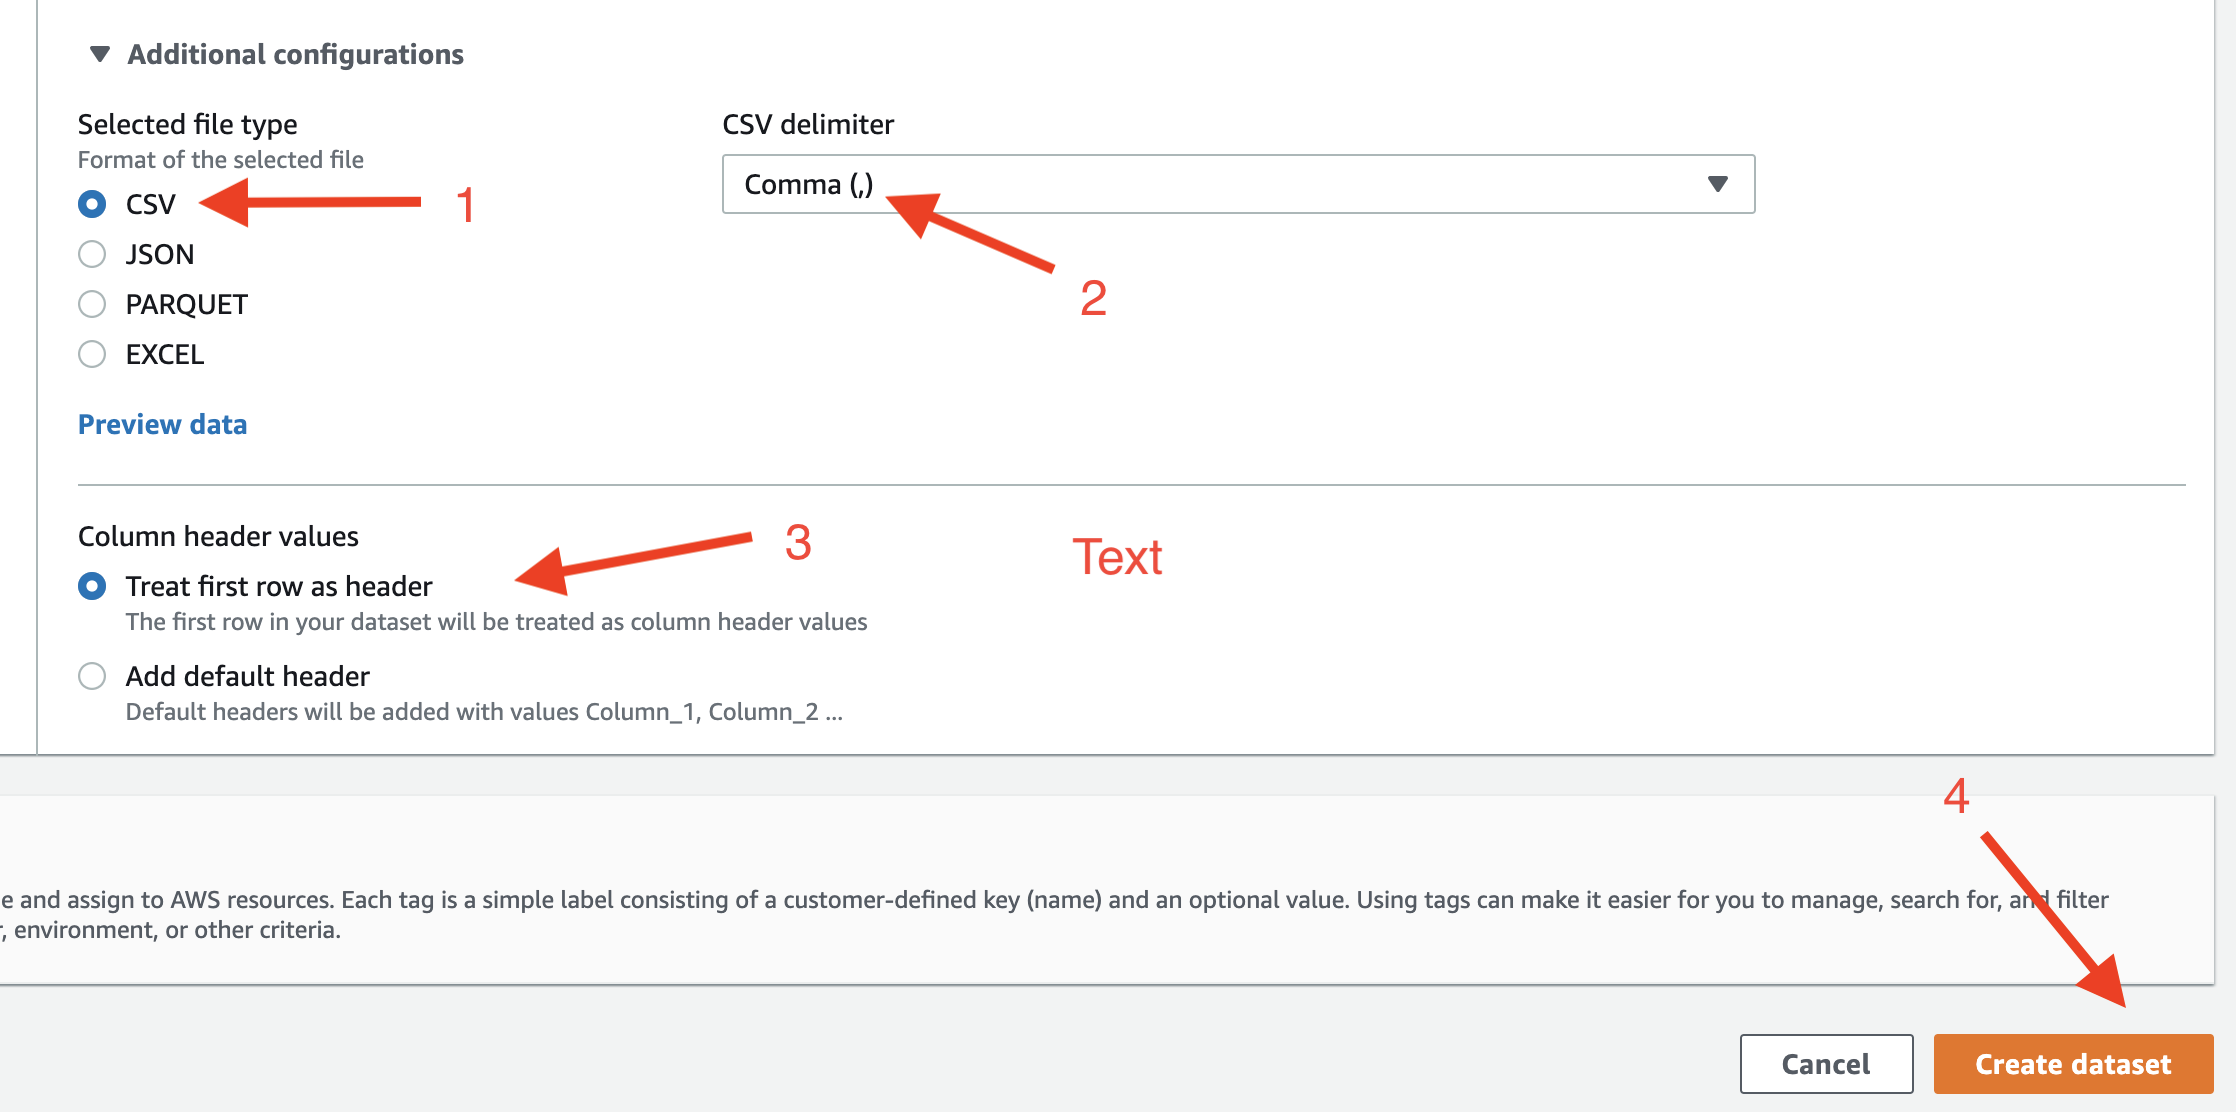 Additional configurations
Selected file type
Format of the selected file
CSV
1
JSON
PARQUET
EXCEL
CSV delimiter
Comma (,)
2
Preview data
Column header values
3
Text
Treat first row as header
The first row in your dataset will be treated as column header values
Add default header
Default headers will be added with values Column_1, Column_2 ...
4
e and assign to AWS resources. Each tag is a simple label consisting of a customer-defined key (name) and an optional value. Using tags can make it easier for you to manage, search for, and filter
, environment, or other criteria.
Cancel
Create dataset